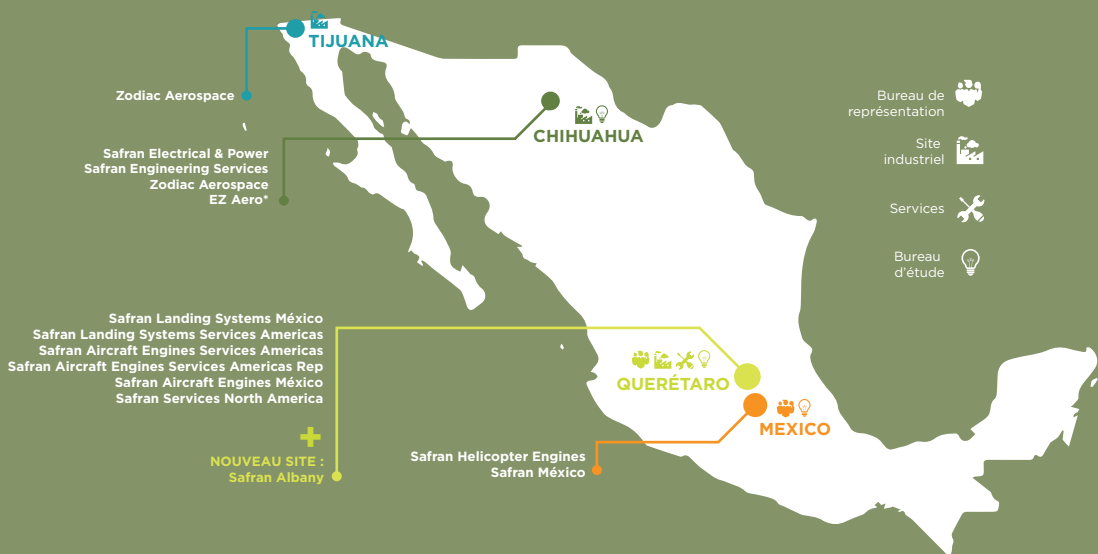 TIJUANA
Zodiac Aerospace
CHIHUAHUA
Safran Electrical & Power
Safran Engineering Services
Zodiac Aerospace
EZ Aero*
Bureau de
représentation
Site
industriel
Services
Bureau
d'étude
Safran Landing Systems México
Safran Landing Systems Services Americas
Safran Aircraft Engines Services Americas
Safran Aircraft Engines Services Americas Rep
Safran Aircraft Engines México
Safran Services North America
+
NOUVEAU SITE :
Safran Albany
QUERÉTARO
MEXICO
Safran Helicopter Engines
Safran México